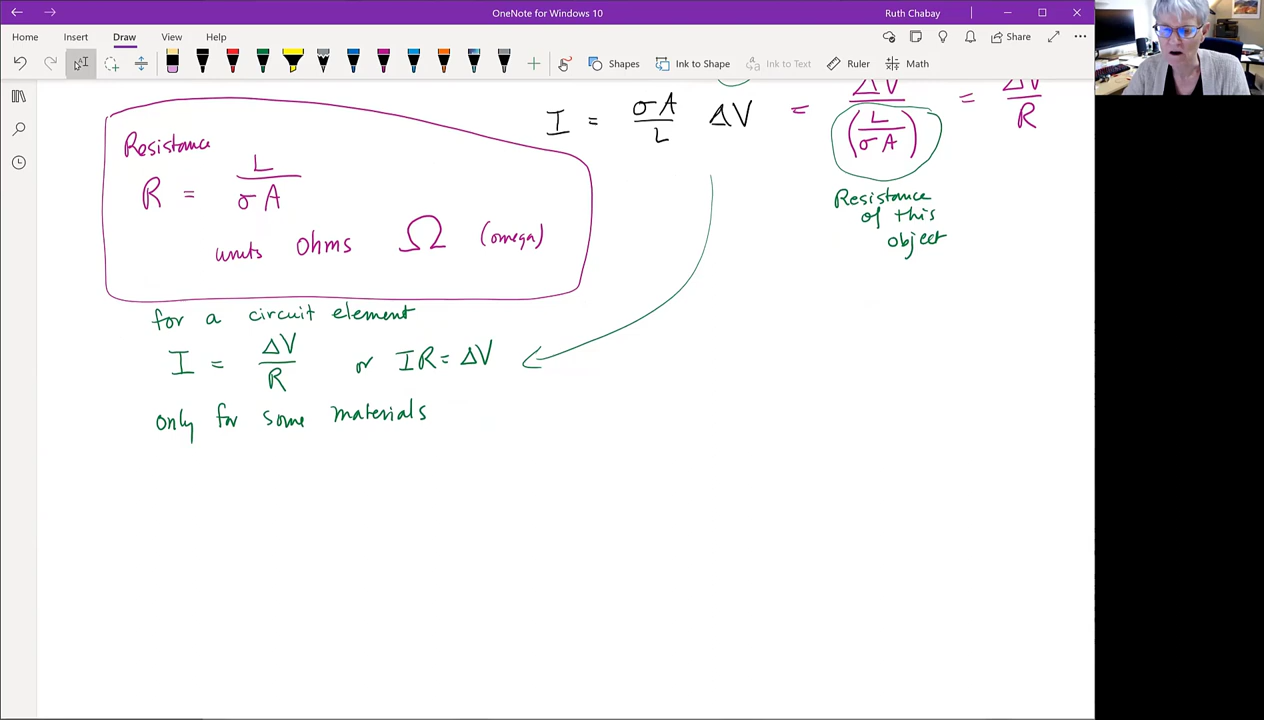 OneNote for Windows 10
Ruth Chabay
Home Insert Draw View Help
Share
Shapes
Ink to Shape
Ink to Text
Ruler
Math
I = σA/L ΔV = ΔV/(L/σA) = ΔV/R
Resistance
of this
object
Resistance
R = L/σA
units ohms Ω (omega)
for a circuit element
I = ΔV/R or IR = ΔV
only for some materials